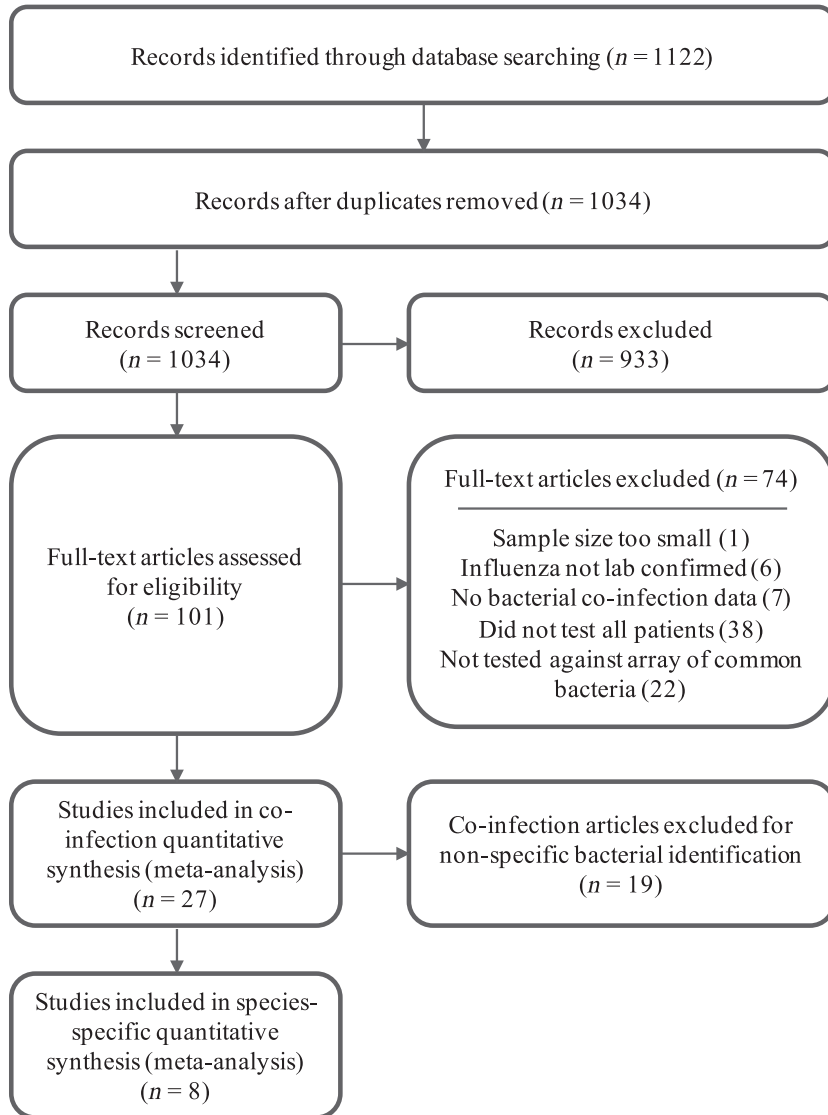 Records identified through database searching (n = 1122)
Records after duplicates removed (n = 1034)
Records screened
(n = 1034)
Records excluded
(n = 933)
Full-text articles assessed
for eligibility
(n = 101)
Full-text articles excluded (n = 74)
Sample size too small (1)
Influenza not lab confirmed (6)
No bacterial co-infection data (7)
Did not test all patients (38)
Not tested against array of common
bacteria (22)
Studies included in co-
infection quantitative
synthesis (meta-analysis)
(n = 27)
Co-infection articles excluded for
non-specific bacterial identification
(n = 19)
Studies included in species-
specific quantitative
synthesis (meta-analysis)
(n = 8)